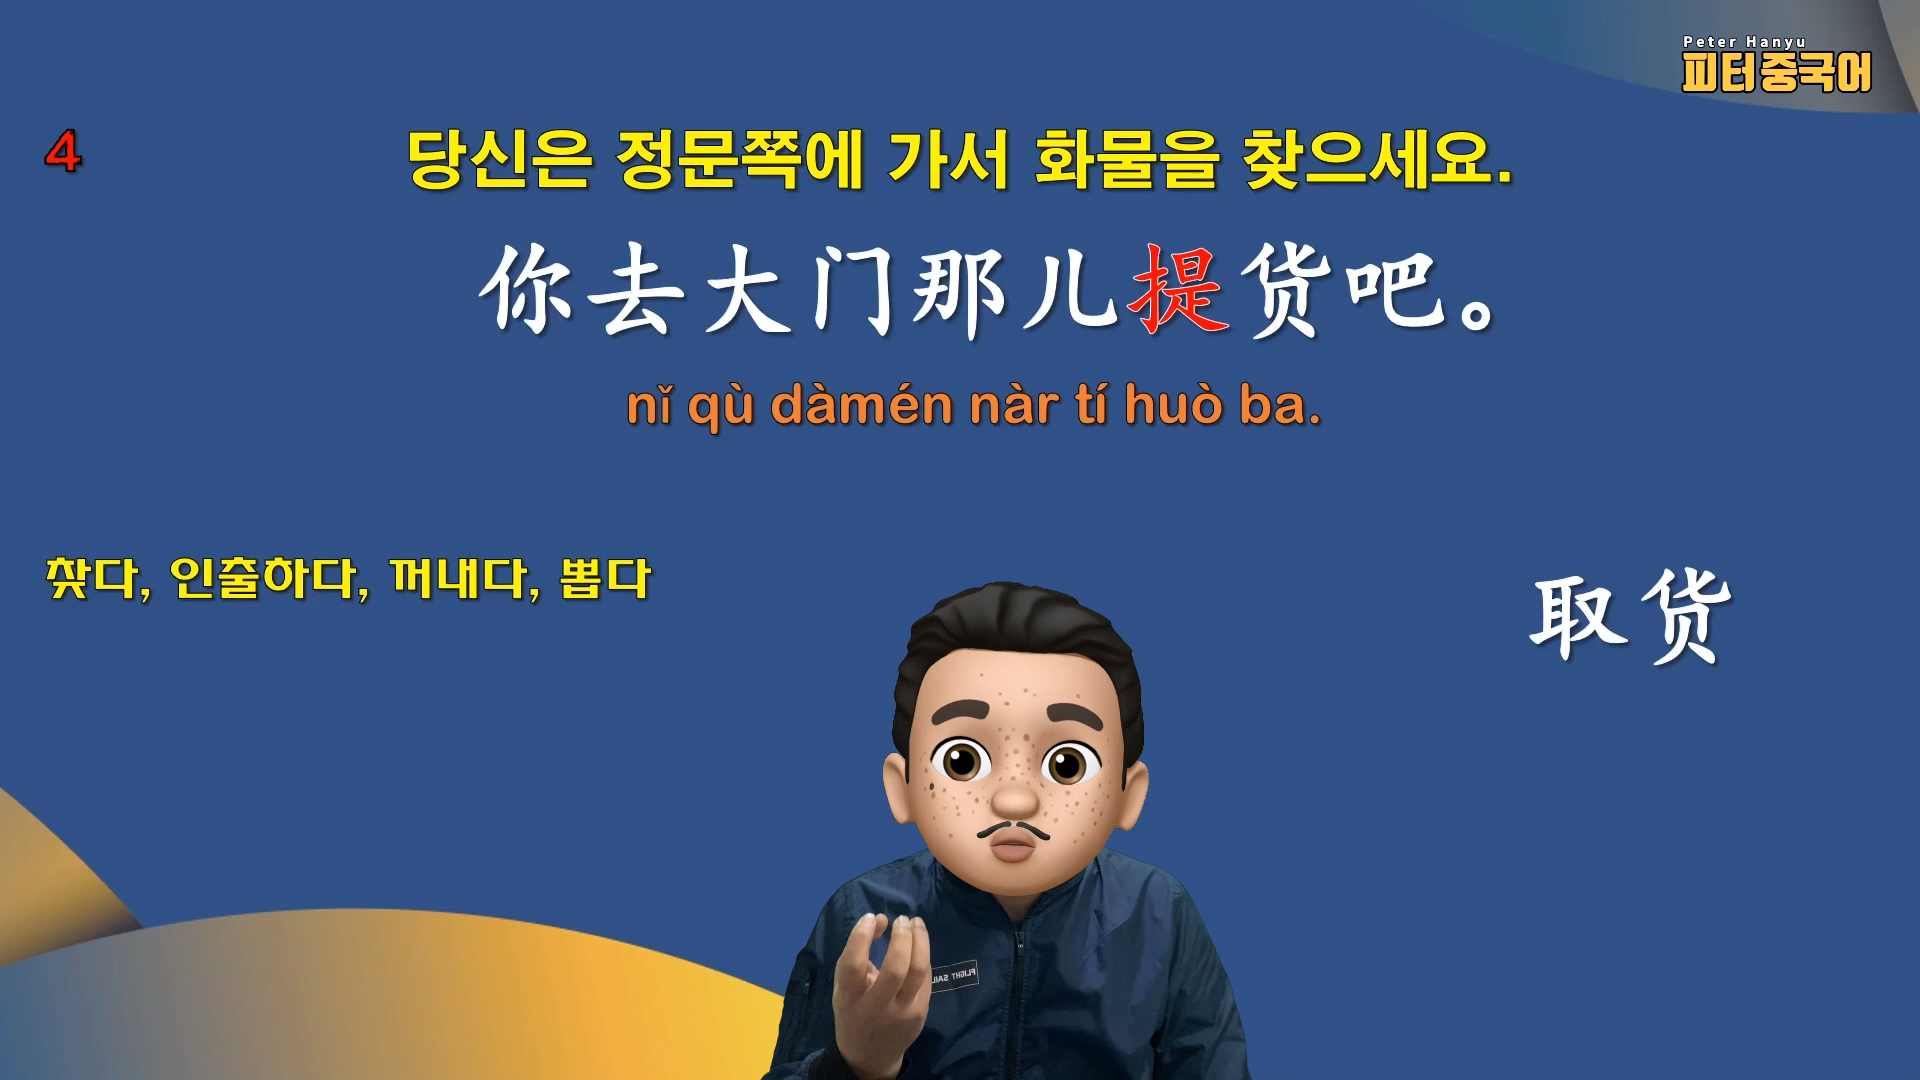 Peter Hanyu
피터중국어
4
당신은 정문쪽에 가서 화물을 찾으세요.
你去大门那儿提货吧。
nǐ qù dàmén nàr tí huò ba.
찾다, 인출하다, 꺼내다, 뽑다
取货
FLIGHT SAIL